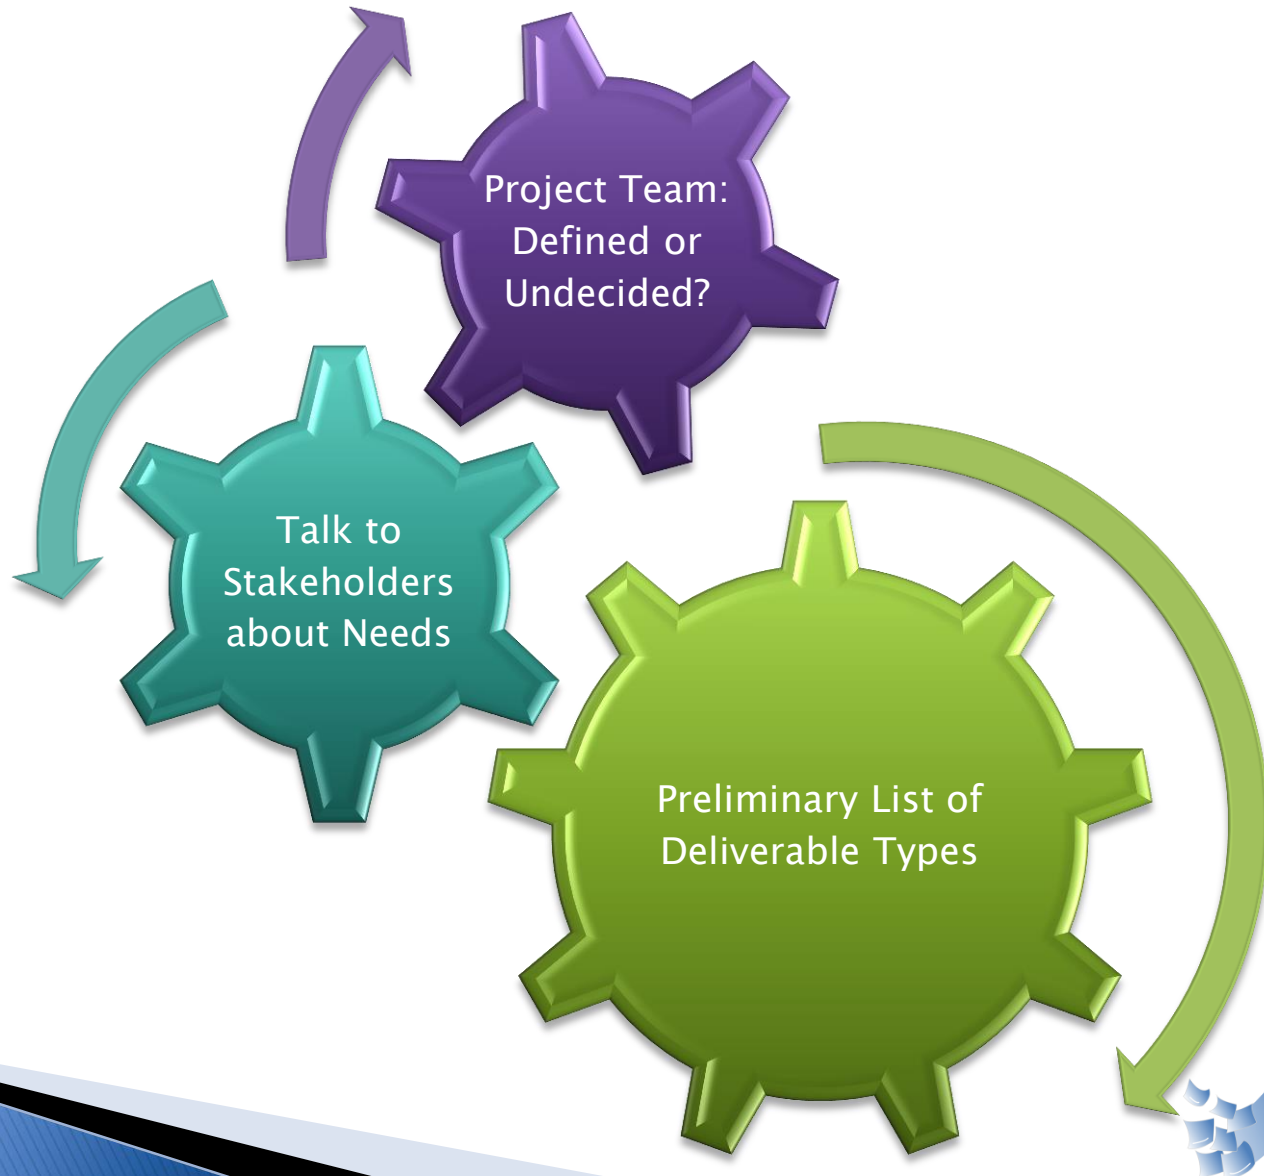 Project Team:
Defined or
Undecided?
Talk to
Stakeholders
about Needs
Preliminary List of
Deliverable Types